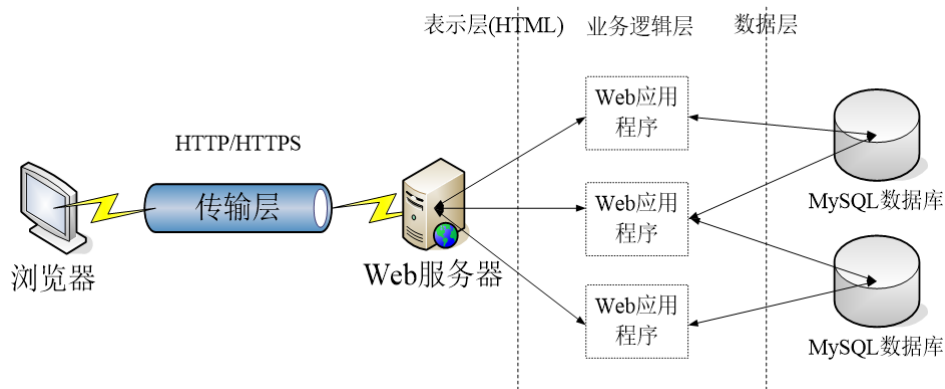 表示层(HTML)
业务逻辑层
数据层
Web应用
程序
HTTP/HTTPS
传输层
Web应用
程序
MySQL数据库
浏览器
Web服务器
Web应用
程序
MySQL数据库